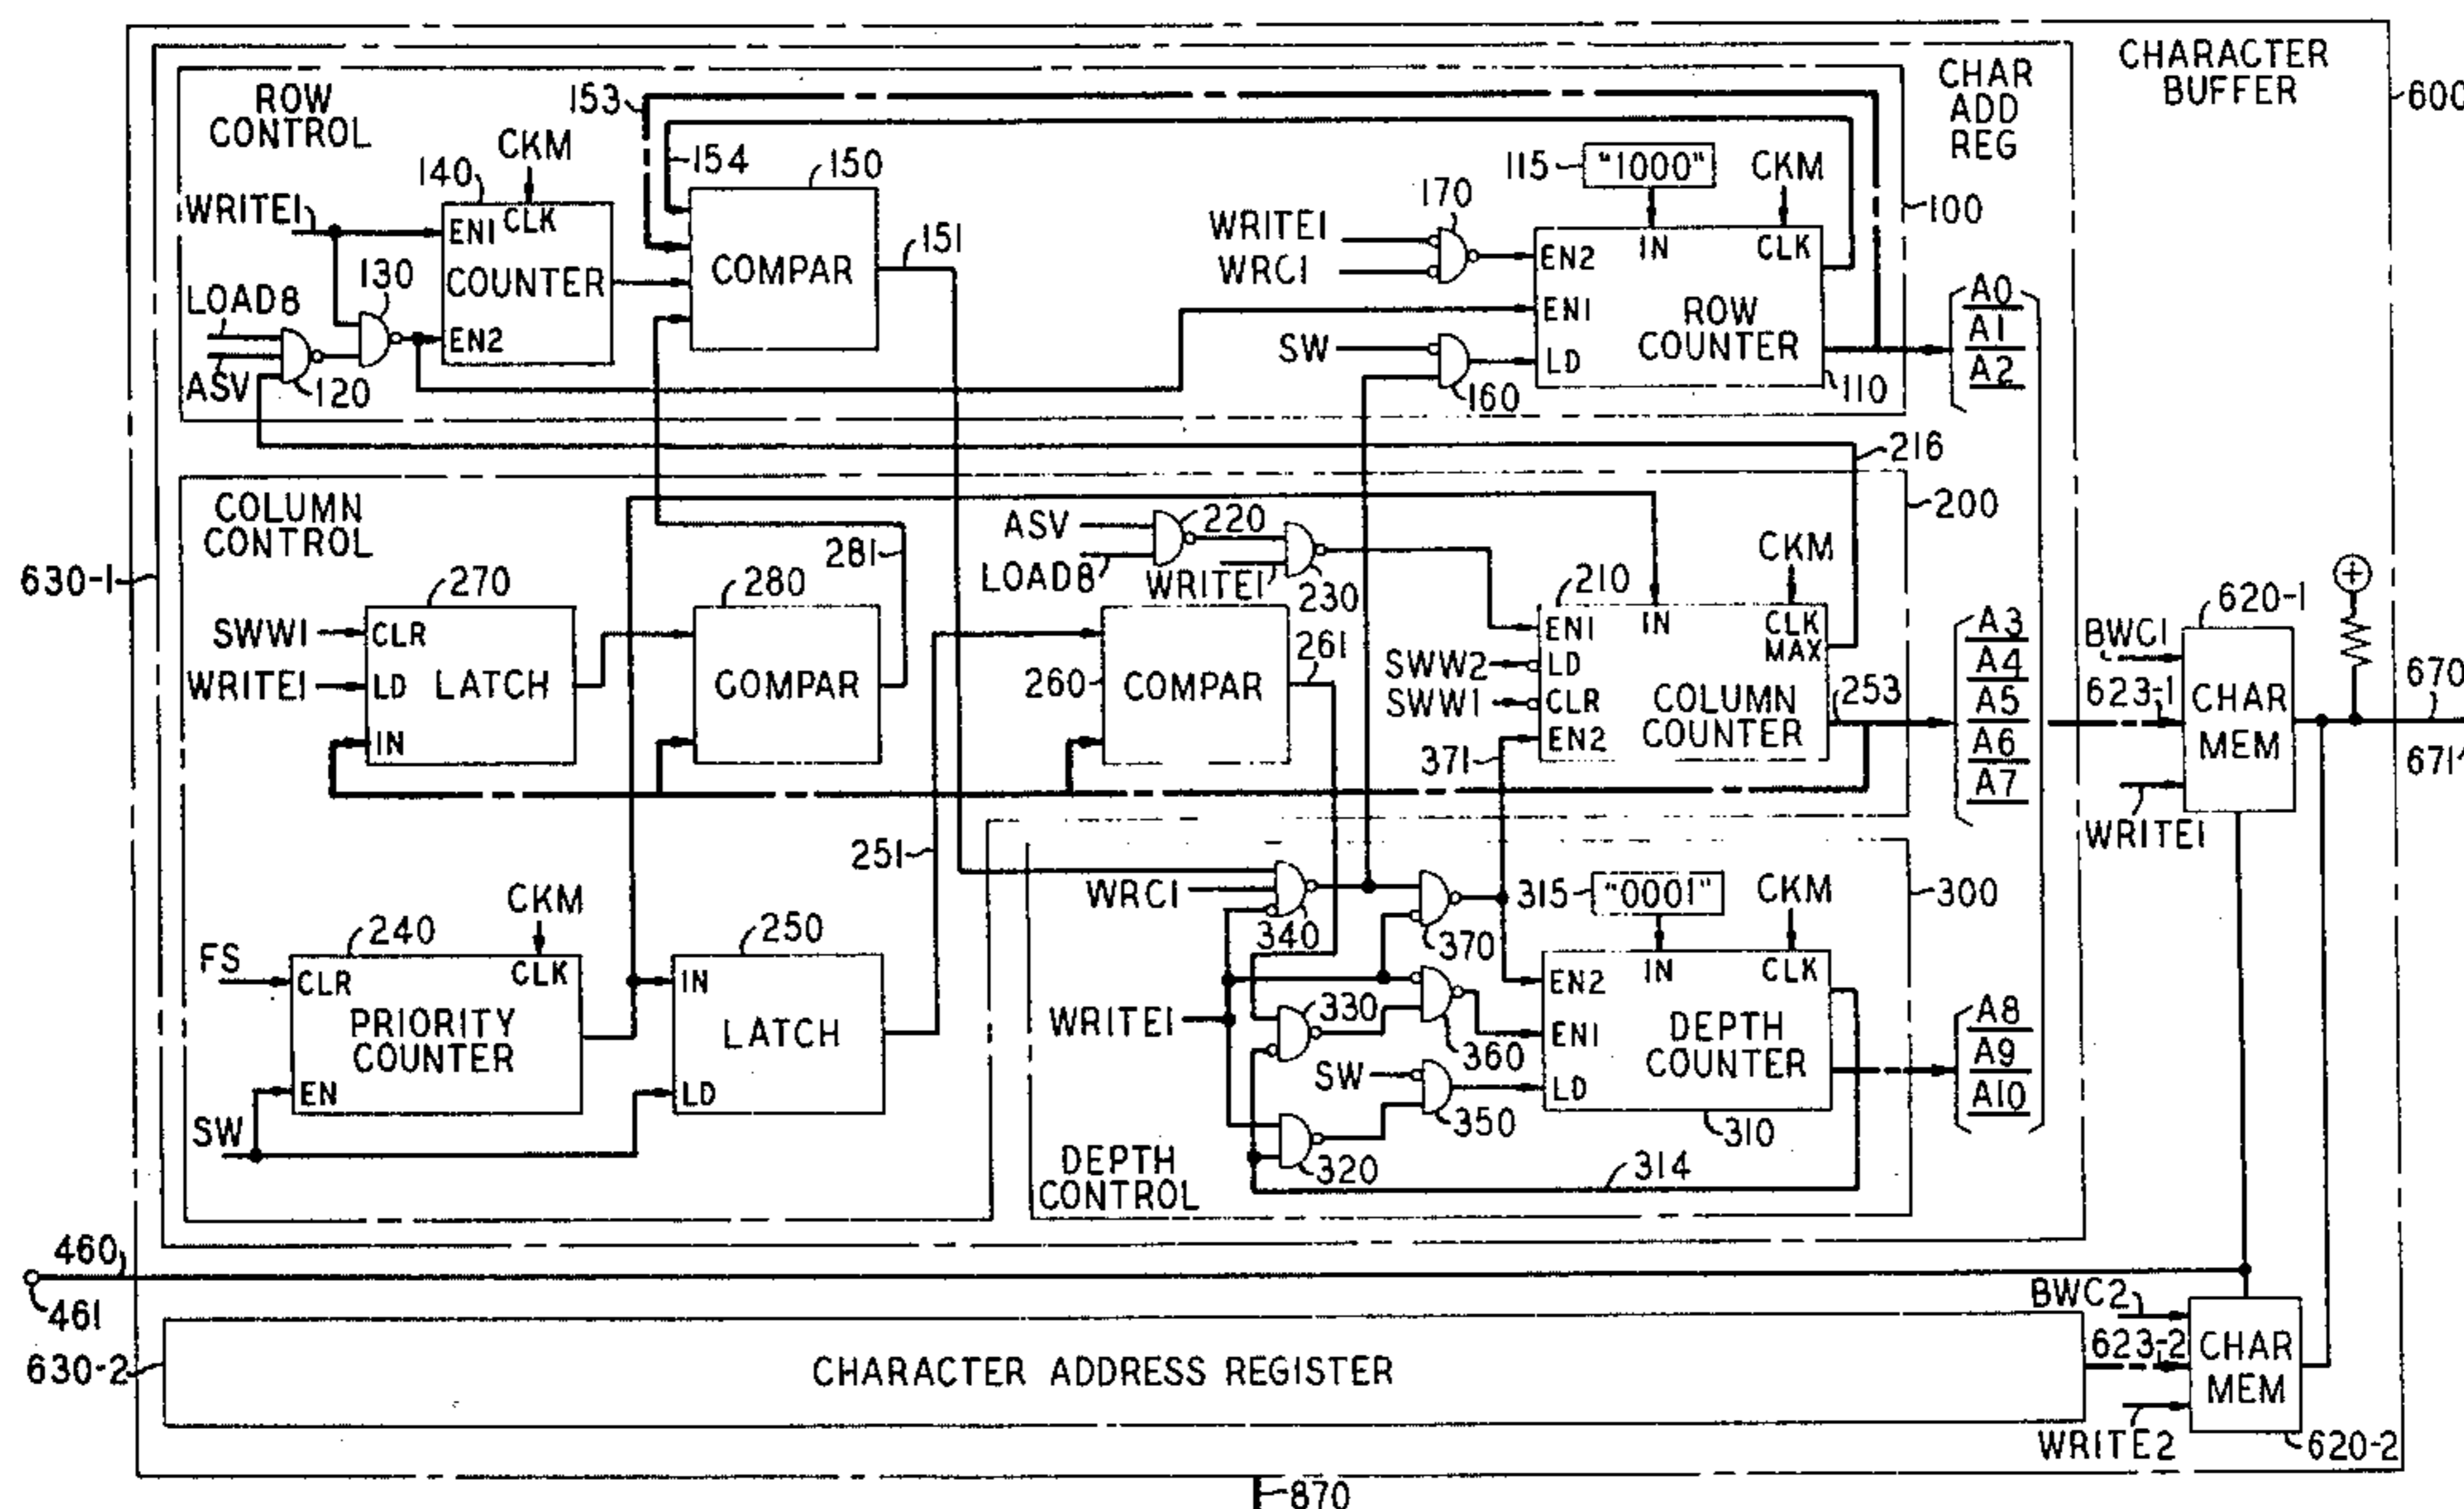 CHARACTER
BUFFER
600
CHAR
ADD
REG
ROW
CONTROL
153
154
CKM
140
150
WRITE1
EN1
CLK
COUNTER
EN2
130
LOAD8
ASV
120
COMPAR
151
115
"1000"
CKM
170
WRITE1
WRC1
EN2
IN
CLK
EN1
ROW
COUNTER
SW
LD
160
110
100
A0
A1
A2
216
COLUMN
CONTROL
200
281
ASV
220
LOAD8
WRITE1
230
CKM
630-1
270
280
260
261
210
SWW1
CLR
WRITE1
LD
LATCH
IN
COMPAR
COMPAR
EN1
IN
CLK
MAX
SWW2
LD
SWW1
CLR
COLUMN
COUNTER
EN2
253
371
A3
A4
A5
A6
A7
BWC1
620-1
623-1
CHAR
MEM
WRITE1
670
671
251
WRC1
340
370
315
"0001"
CKM
300
CKM
240
250
FS
CLR
CLK
PRIORITY
COUNTER
EN
SW
IN
LATCH
LD
WRITE1
330
360
SW
350
320
EN2
IN
CLK
EN1
DEPTH
COUNTER
LD
310
314
DEPTH
CONTROL
A8
A9
A10
460
461
BWC2
623-2
CHAR
MEM
WRITE2
620-2
630-2
CHARACTER ADDRESS REGISTER
870